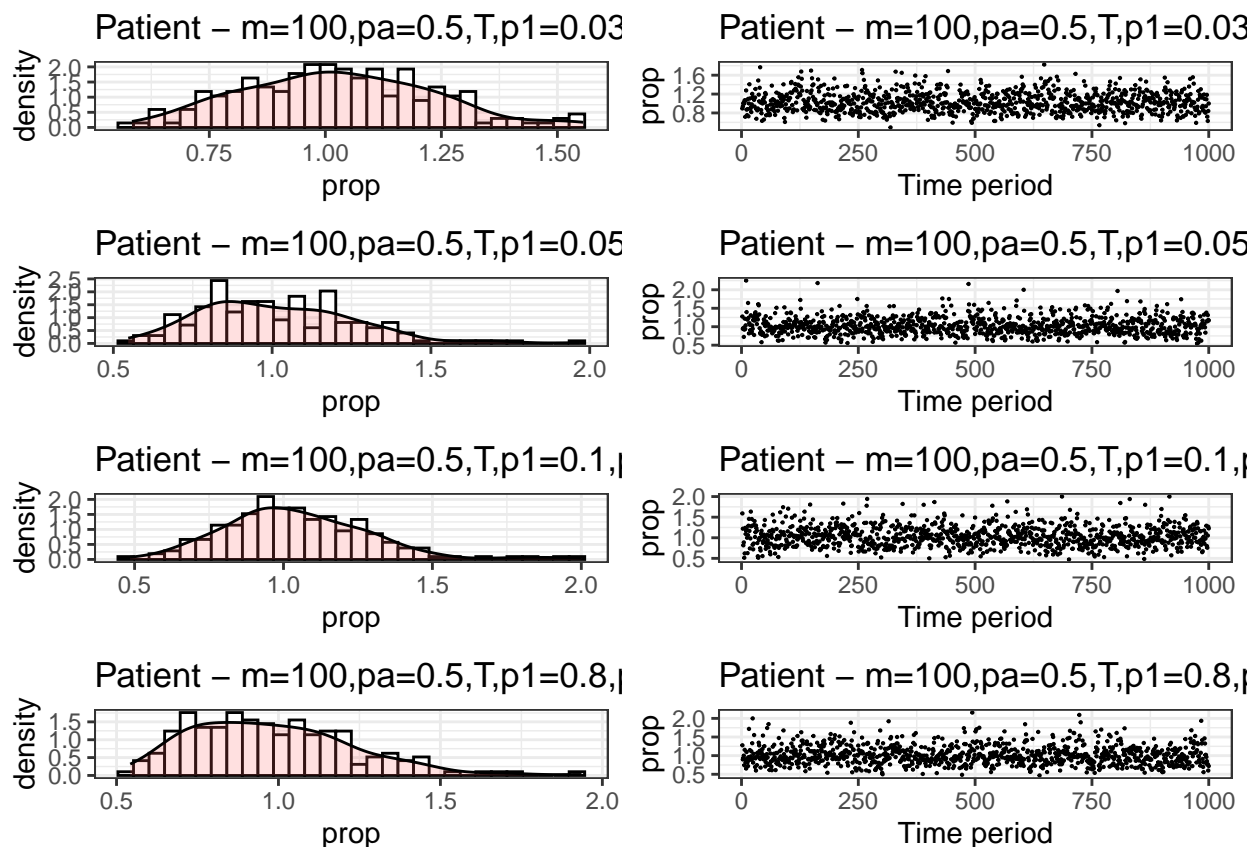 Patient − m=100,pa=0.5,T,p1=0.03
Patient − m=100,pa=0.5,T,p1=0.03
density
2.0
1.5
1.0
0.5
0.0
0.75 1.00 1.25 1.50
prop
prop
1.6
1.2
0.8
0 250 500 750 1000
Time period
Patient − m=100,pa=0.5,T,p1=0.05
Patient − m=100,pa=0.5,T,p1=0.05
density
2.5
2.0
1.5
1.0
0.5
0.0
0.5 1.0 1.5 2.0
prop
prop
2.0
1.5
1.0
0.5
0 250 500 750 1000
Time period
Patient − m=100,pa=0.5,T,p1=0.1,p
Patient − m=100,pa=0.5,T,p1=0.1,p
density
2.0
1.5
1.0
0.5
0.0
0.5 1.0 1.5 2.0
prop
prop
2.0
1.5
1.0
0.5
0 250 500 750 1000
Time period
Patient − m=100,pa=0.5,T,p1=0.8,p
Patient − m=100,pa=0.5,T,p1=0.8,p
density
1.5
1.0
0.5
0.0
0.5 1.0 1.5 2.0
prop
prop
2.0
1.5
1.0
0.5
0 250 500 750 1000
Time period